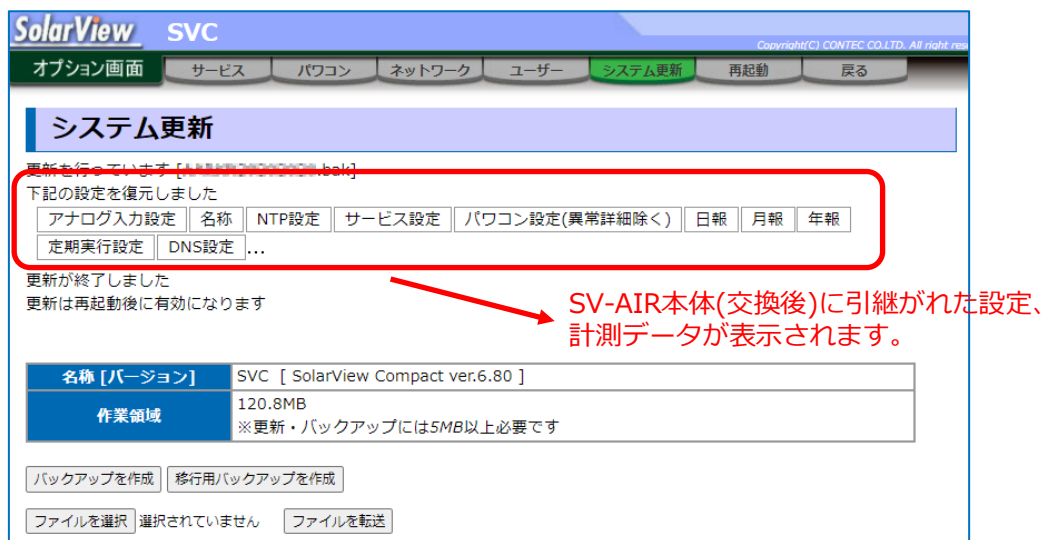 SolarView SVC
Copyright(C) CONTEC CO.LTD. All right res
オプション画面 サービス パワコン ネットワーク ユーザー システム更新 再起動 戻る
システム更新
更新を行っています [ .bak]
下記の設定を復元しました
アナログ入力設定 名称 NTP設定 サービス設定 パワコン設定(異常詳細除く) 日報 月報 年報
定期実行設定 DNS設定 ...
更新が終了しました
更新は再起動後に有効になります
SV-AIR本体(交換後)に引継がれた設定、
計測データが表示されます。
名称 [バージョン] SVC [ SolarView Compact ver.6.80 ]
作業領域 120.8MB
※更新・バックアップには5MB以上必要です
バックアップを作成 移行用バックアップを作成
ファイルを選択 選択されていません ファイルを転送